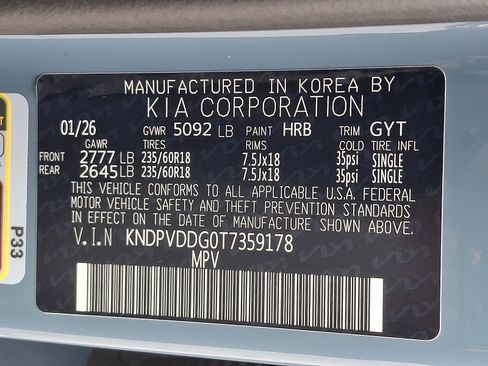 MANUFACTURED IN KOREA BY
KIA CORPORATION
01/26 GVWR 5092 LB PAINT HRB TRIM GYT
GAWR TIRES RIMS COLD TIRE INFL
FRONT 2777 LB 235/60R18 7.5Jx18 35psi SINGLE
REAR 2645 LB 235/60R18 7.5Jx18 35psi SINGLE
THIS VEHICLE CONFORMS TO ALL APPLICABLE U.S.A. FEDERAL
MOTOR VEHICLE SAFETY AND THEFT PREVENTION STANDARDS
IN EFFECT ON THE DATE OF MANUFACTURE SHOWN ABOVE.
V.I.N KNDPVDDG0T7359178
MPV
P33